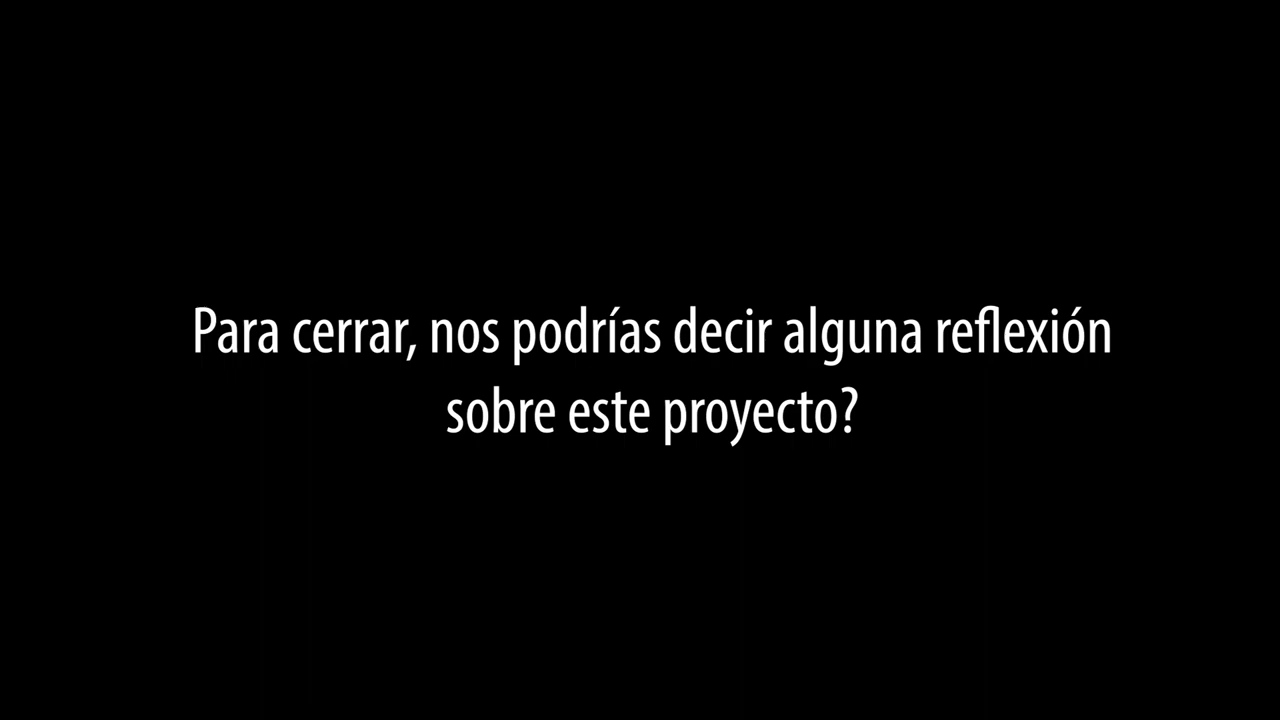 Para cerrar, nos podrías decir alguna reflexión
sobre este proyecto?